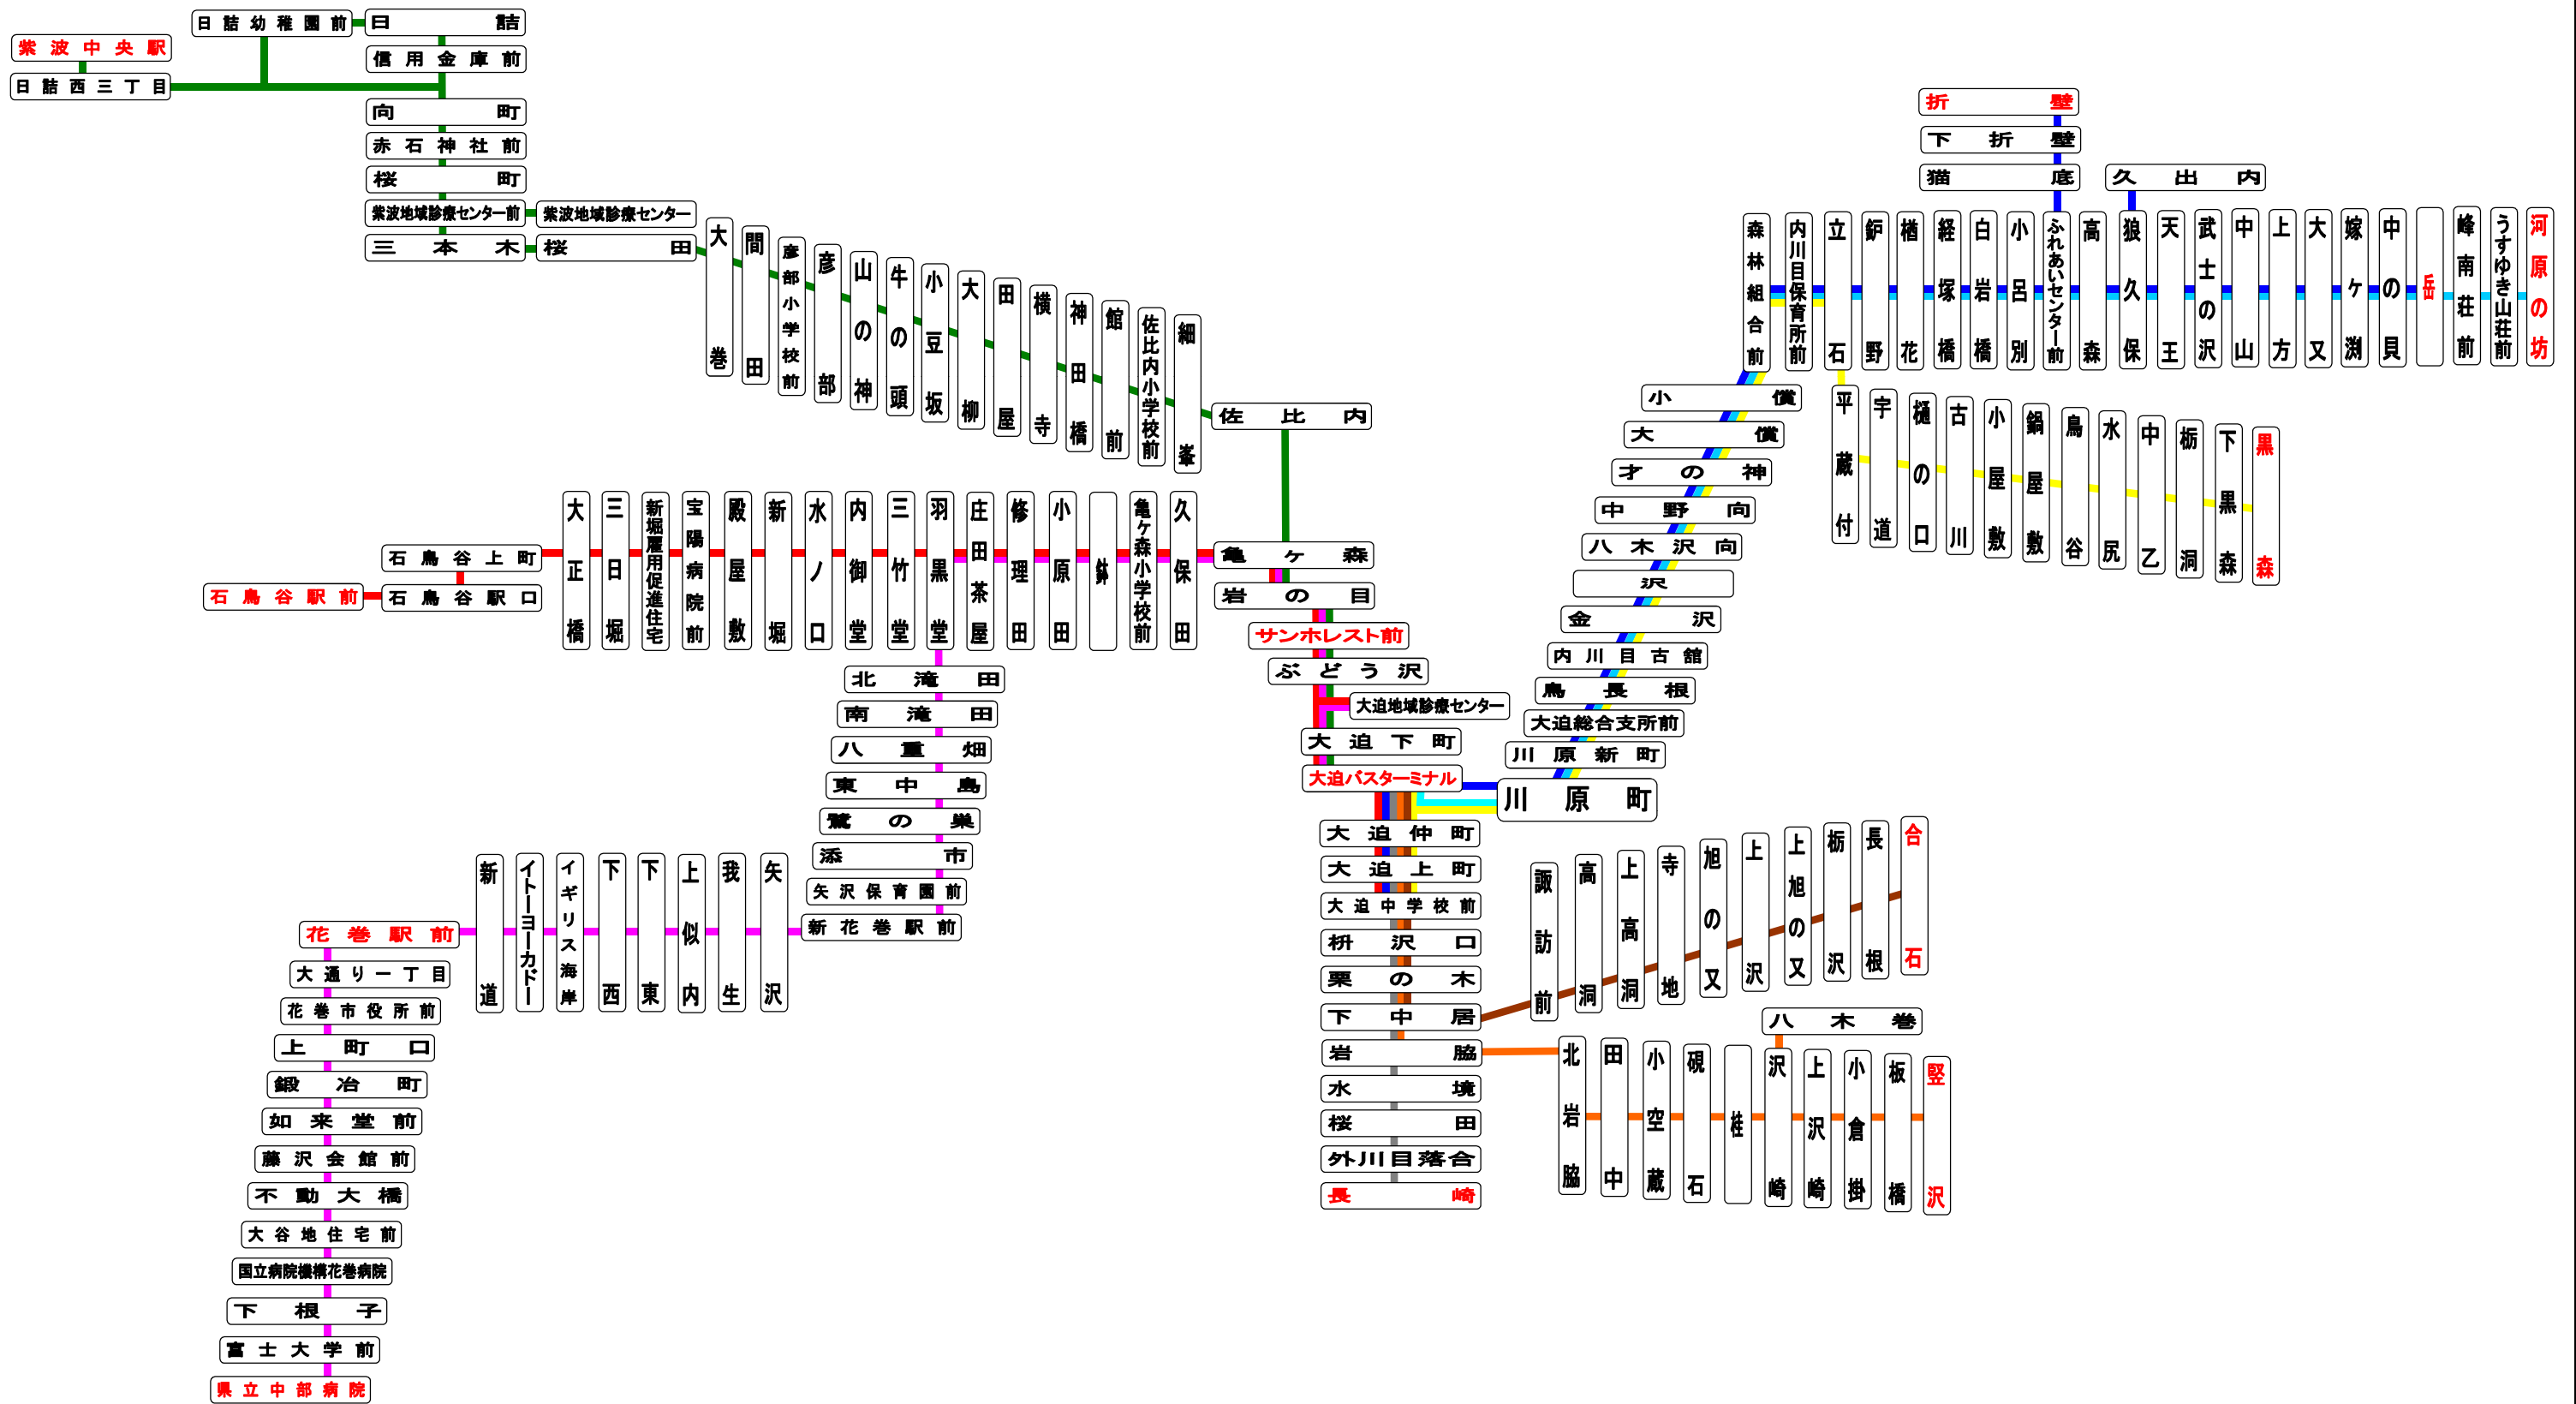 日詰幼稚園前
日詰
紫波中央駅
信用金庫前
日詰西三丁目
向町
赤石神社前
桜町
紫波地域診療センター前
紫波地域診療センター
三本木
桜田
大巻
間田
彦部小学校前
彦部
山の神
牛の頭
小豆坂
大柳
田屋
横寺
神田橋
館前
佐比内小学校前
細峯
佐比内
大正橋
三日堀
新堀雇用促進住宅
宝陽病院前
殿屋敷
新堀
水ノ口
内御堂
三竹堂
羽黒堂
庄田茶屋
修理田
小原田
鉢
亀ヶ森小学校前
久保田
亀ヶ森
石鳥谷上町
石鳥谷駅前
石鳥谷駅口
岩の目
サンホレスト前
ぶどう沢
大迫地域診療センター
大迫下町
大迫バスターミナル
北滝田
南滝田
八重畑
東中島
鷺の巣
添市
矢沢保育園前
新花巻駅前
矢沢
我生
上似内
下東
下西
イギリス海岸
イトーヨーカドー
新道
花巻駅前
大通り一丁目
花巻市役所前
上町口
鍛冶町
如来堂前
藤沢会館前
不動大橋
大谷地住宅前
国立病院機構花巻病院
下根子
富士大学前
県立中部病院
折壁
下折壁
猫底
久出内
森林組合前
内川目保育所前
立石
鈩野
楢花
経塚橋
白岩橋
小呂別
ふれあいセンター前
高森
狼久保
天王
武士の沢
中山
上方
大又
嫁ヶ渕
中の貝
岳
峰南荘前
うすゆき山荘前
河原の坊
小償
大償
才の神
中野向
八木沢向
沢
金沢
内川目古舘
鳥長根
大迫総合支所前
川原新町
川原町
平蔵付
宇道
樋の口
古川
小屋敷
鍋屋敷
鳥谷
水尻
中乙
栃洞
下黒森
黒森
大迫仲町
大迫上町
大迫中学校前
枡沢口
栗の木
下中居
岩脇
水境
桜田
外川目落合
長崎
諏訪前
高洞
上高洞
寺地
旭の又
上沢
上旭の又
栃沢
長根
合石
八木巻
北岩脇
田中
小空蔵
硯石
桂
沢崎
上沢崎
小倉掛
板橋
竪沢